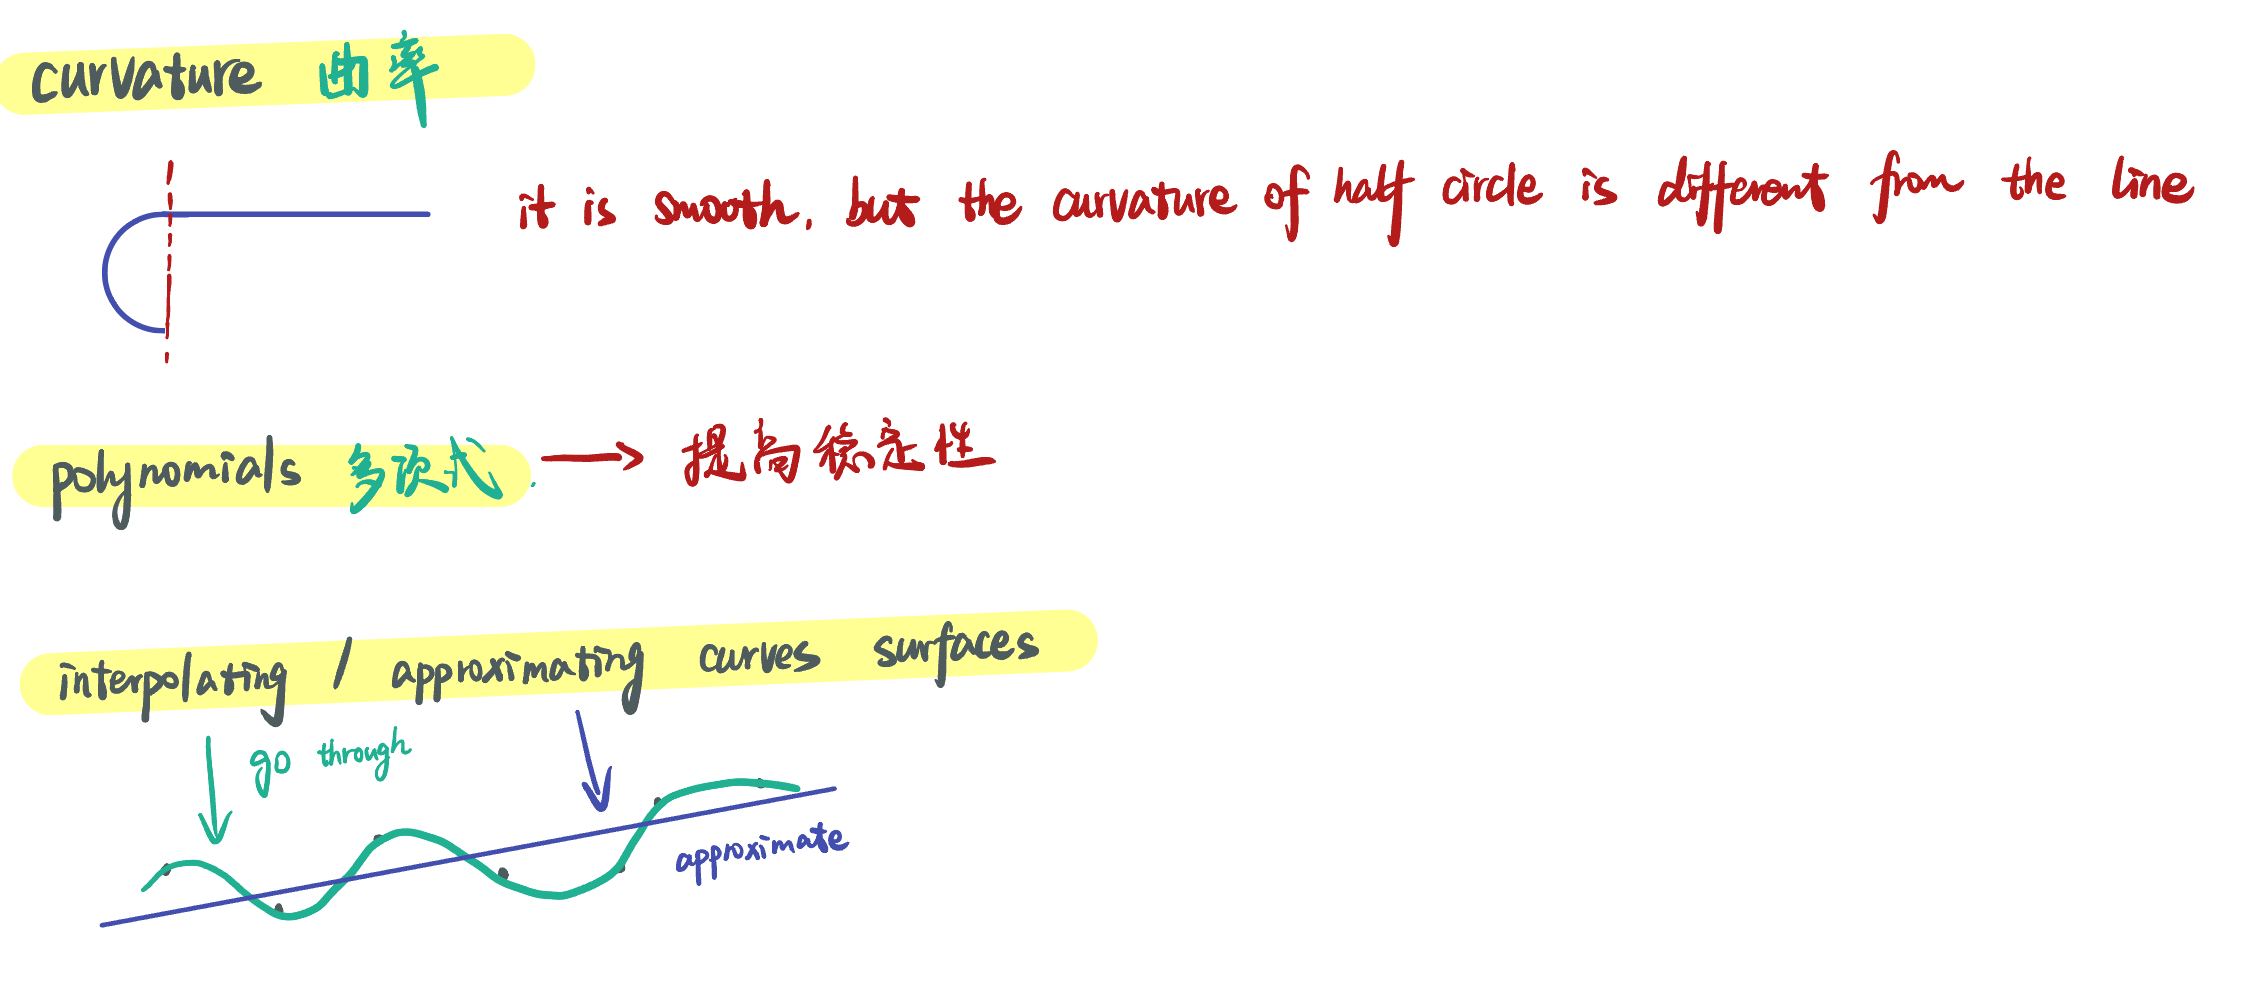 curvature 曲率
it is smooth, but the curvature of half circle is different from the line
polynomials 多项式 → 提高稳定性
interpolating / approximating curves surfaces
go through
approximate